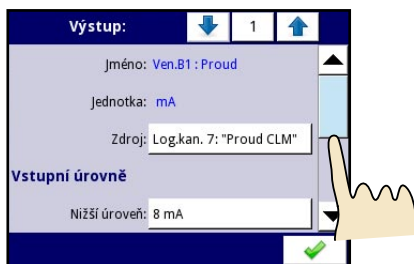 Výstup: 1
Jméno: Ven.B1 : Proud
Jednotka: mA
Zdroj: Log.kan. 7: "Proud CLM"
Vstupní úrovně
Nižší úroveň: 8 mA